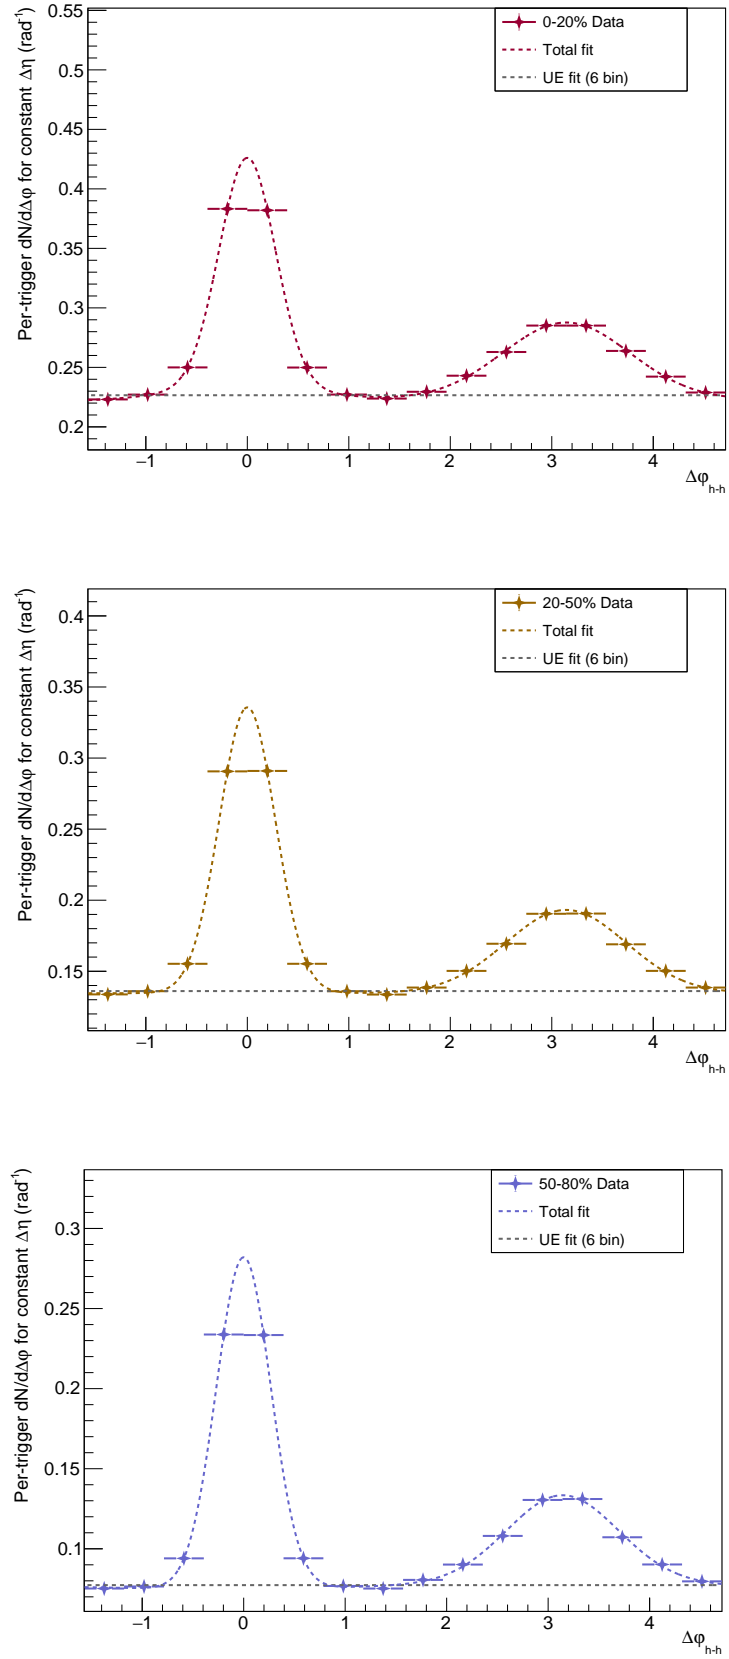 Per-trigger dN/dΔφ for constant Δη (rad⁻¹)
0.55
0.5
0.45
0.4
0.35
0.3
0.25
0.2
0-20% Data
Total fit
UE fit (6 bin)
−1 0 1 2 3 4
Δφh-h
Per-trigger dN/dΔφ for constant Δη (rad⁻¹)
0.4
0.35
0.3
0.25
0.2
0.15
20-50% Data
Total fit
UE fit (6 bin)
−1 0 1 2 3 4
Δφh-h
Per-trigger dN/dΔφ for constant Δη (rad⁻¹)
0.3
0.25
0.2
0.15
0.1
50-80% Data
Total fit
UE fit (6 bin)
−1 0 1 2 3 4
Δφh-h